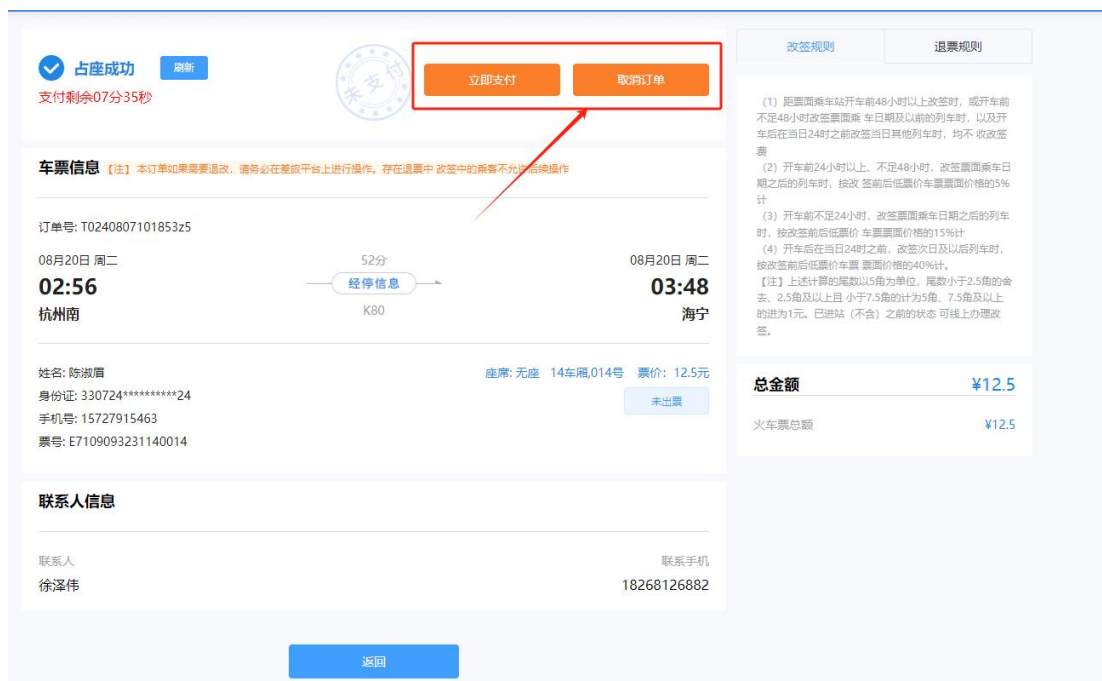 占座成功
刷新
支付剩余07分35秒
未支付
立即支付
取消订单
车票信息 【注】本订单如果需要退改，请务必在差旅平台上进行操作。存在退票中 改签中的乘客不允许后续操作
订单号: T0240807101853z5
08月20日 周二
52分
08月20日 周二
02:56
经停信息
03:48
杭州南
K80
海宁
姓名: 陈淑眉
座席: 无座 14车厢,014号 票价：12.5元
身份证: 330724**********24
未出票
手机号: 15727915463
票号: E7109093231140014
联系人信息
联系人
联系手机
徐泽伟
18268126882
返回
改签规则
退票规则
（1）距票面乘车站开车前48小时以上改签时，或开车前
不足48小时改签票面乘 车日期及以前的列车时，以及开
车后在当日24时之前改签当日其他列车时，均不 收改签
费
（2）开车前24小时以上、不足48小时，改签票面乘车日
期之后的列车时，按改 签前后低票价车票票面价格的5%
计
（3）开车前不足24小时，改签票面乘车日期之后的列车
时，按改签前后低票价 车票票面价格的15%计
（4）开车后在当日24时之前，改签次日及以后列车时，
按改签前后低票价车票 票面价格的40%计。
【注】上述计算的尾数以5角为单位，尾数小于2.5角的舍
去、2.5角及以上且 小于7.5角的计为5角、7.5角及以上
的进为1元。已进站（不含）之前的状态 可线上办理改
签。
总金额
¥12.5
火车票总额
¥12.5